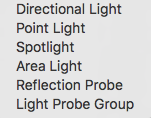 Directional Light
Point Light
Spotlight
Area Light
Reflection Probe
Light Probe Group